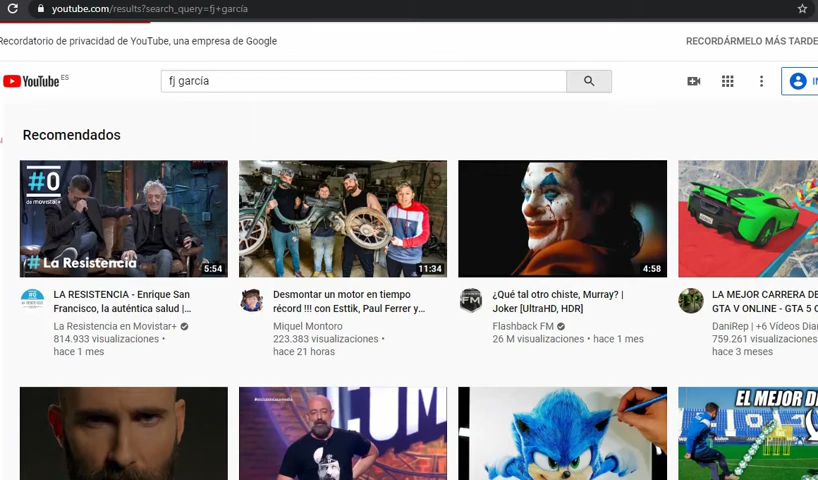 youtube.com/results?search_query=fj+garcía
Recordatorio de privacidad de YouTube, una empresa de Google
RECORDÁRMELO MÁS TARDE
YouTube ES
fj garcía
Recomendados
#0
de movistar+
# La Resistencia
5:54
11:34
4:58
LA RESISTENCIA - Enrique San
Francisco, la auténtica salud |...
La Resistencia en Movistar+
814.933 visualizaciones •
hace 1 mes
Desmontar un motor en tiempo
récord !!! con Esttik, Paul Ferrer y...
Miquel Montoro
223.383 visualizaciones •
hace 21 horas
FM
¿Qué tal otro chiste, Murray? |
Joker [UltraHD, HDR]
Flashback FM
26 M visualizaciones • hace 1 mes
LA MEJOR CARRERA DE
GTA V ONLINE - GTA 5 O
DaniRep | +6 Vídeos Diar
759.261 visualizaciones
hace 3 meses
EL MEJOR D